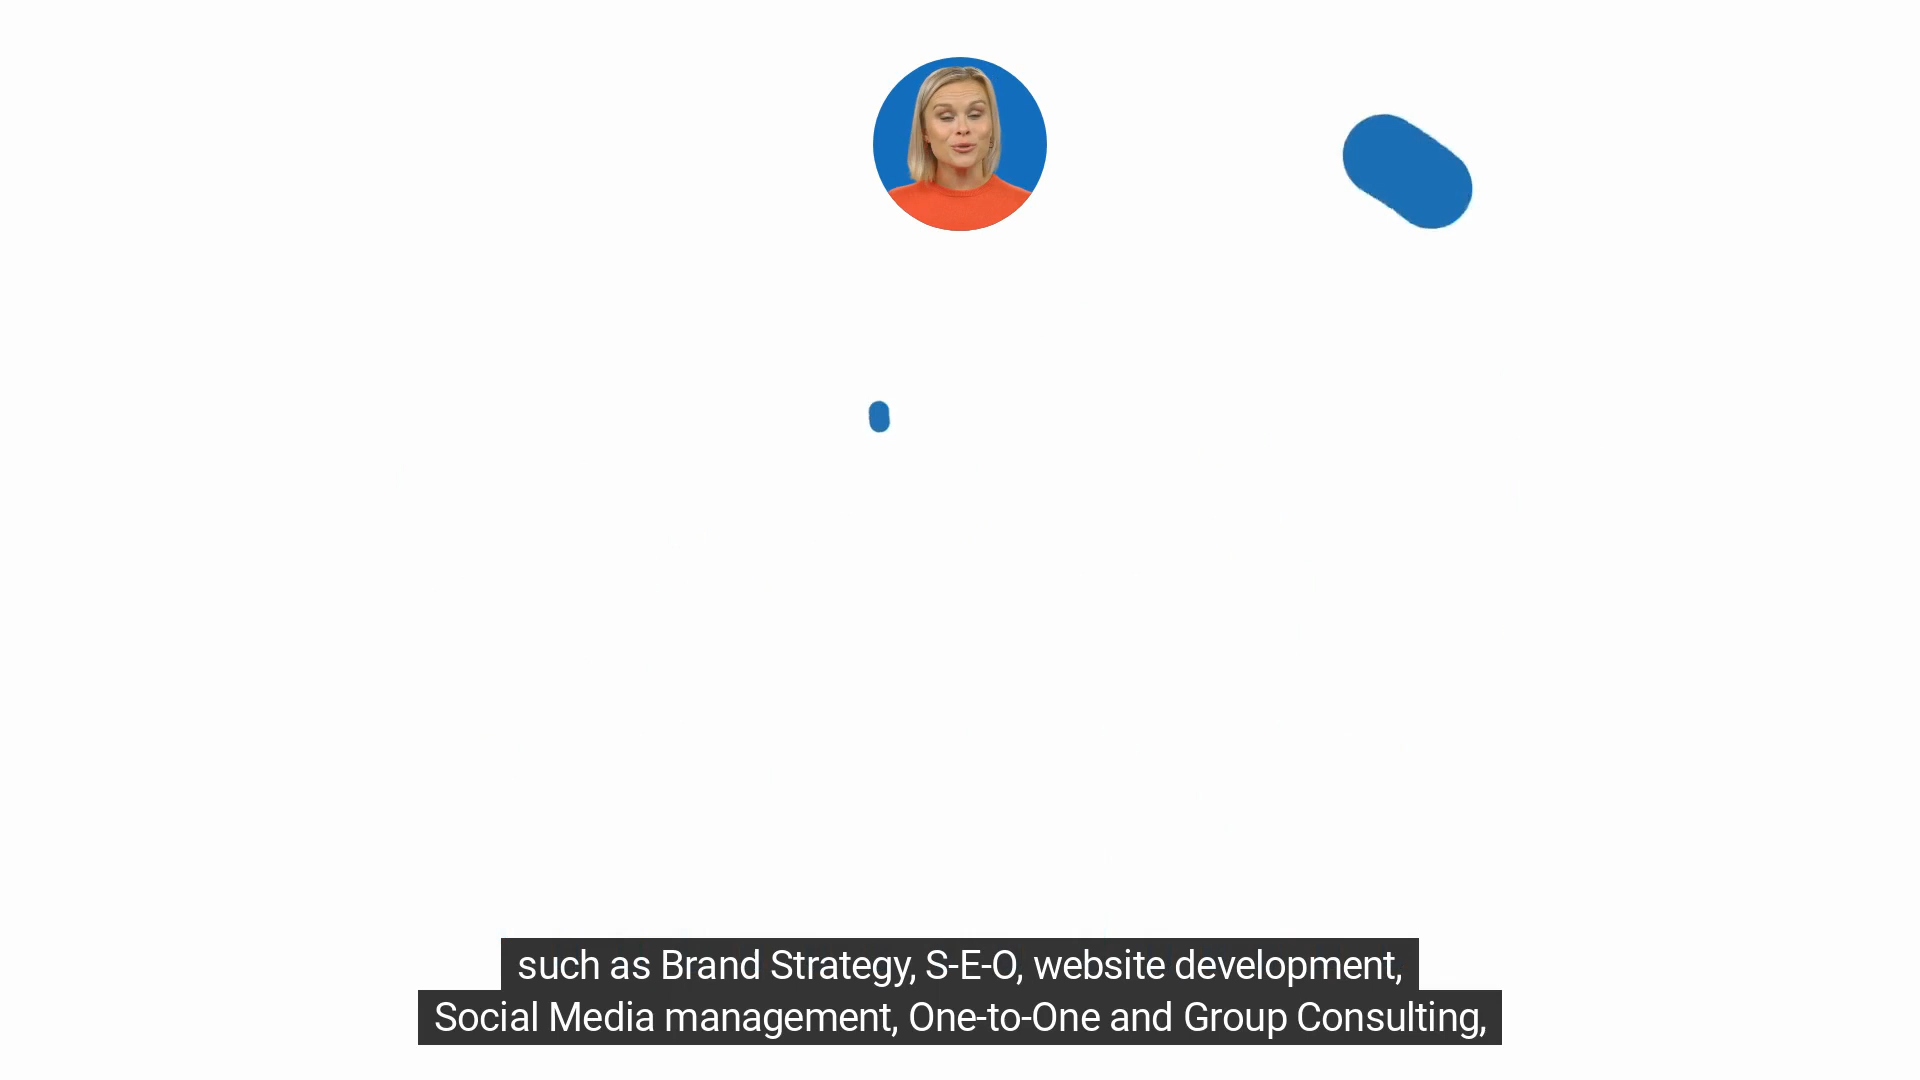 such as Brand Strategy, S-E-O, website development,
Social Media management, One-to-One and Group Consulting,